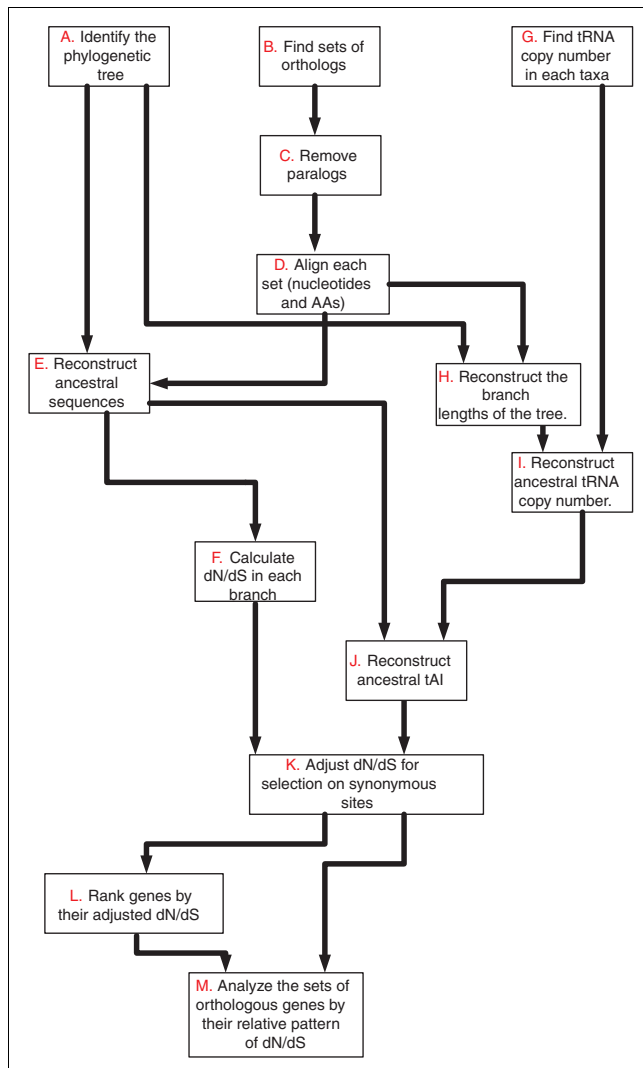 A. Identify the
phylogenetic
tree
B. Find sets of
orthologs
G. Find tRNA
copy number
in each taxa
C. Remove
paralogs
D. Align each
set (nucleotides
and AAs)
E. Reconstruct
ancestral
sequences
H. Reconstruct the
branch
lengths of the tree.
I. Reconstruct
ancestral tRNA
copy number.
F. Calculate
dN/dS in each
branch
J. Reconstruct
ancestral tAI
K. Adjust dN/dS for
selection on synonymous
sites
L. Rank genes by
their adjusted dN/dS
M. Analyze the sets of
orthologous genes by
their relative pattern
of dN/dS